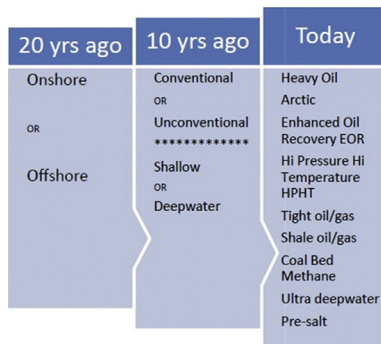 20 yrs ago
Onshore
OR
Offshore
10 yrs ago
Conventional
OR
Unconventional
*************
Shallow
OR
Deepwater
Today
Heavy Oil
Arctic
Enhanced Oil
Recovery EOR
Hi Pressure Hi
Temperature
HPHT
Tight oil/gas
Shale oil/gas
Coal Bed
Methane
Ultra deepwater
Pre-salt